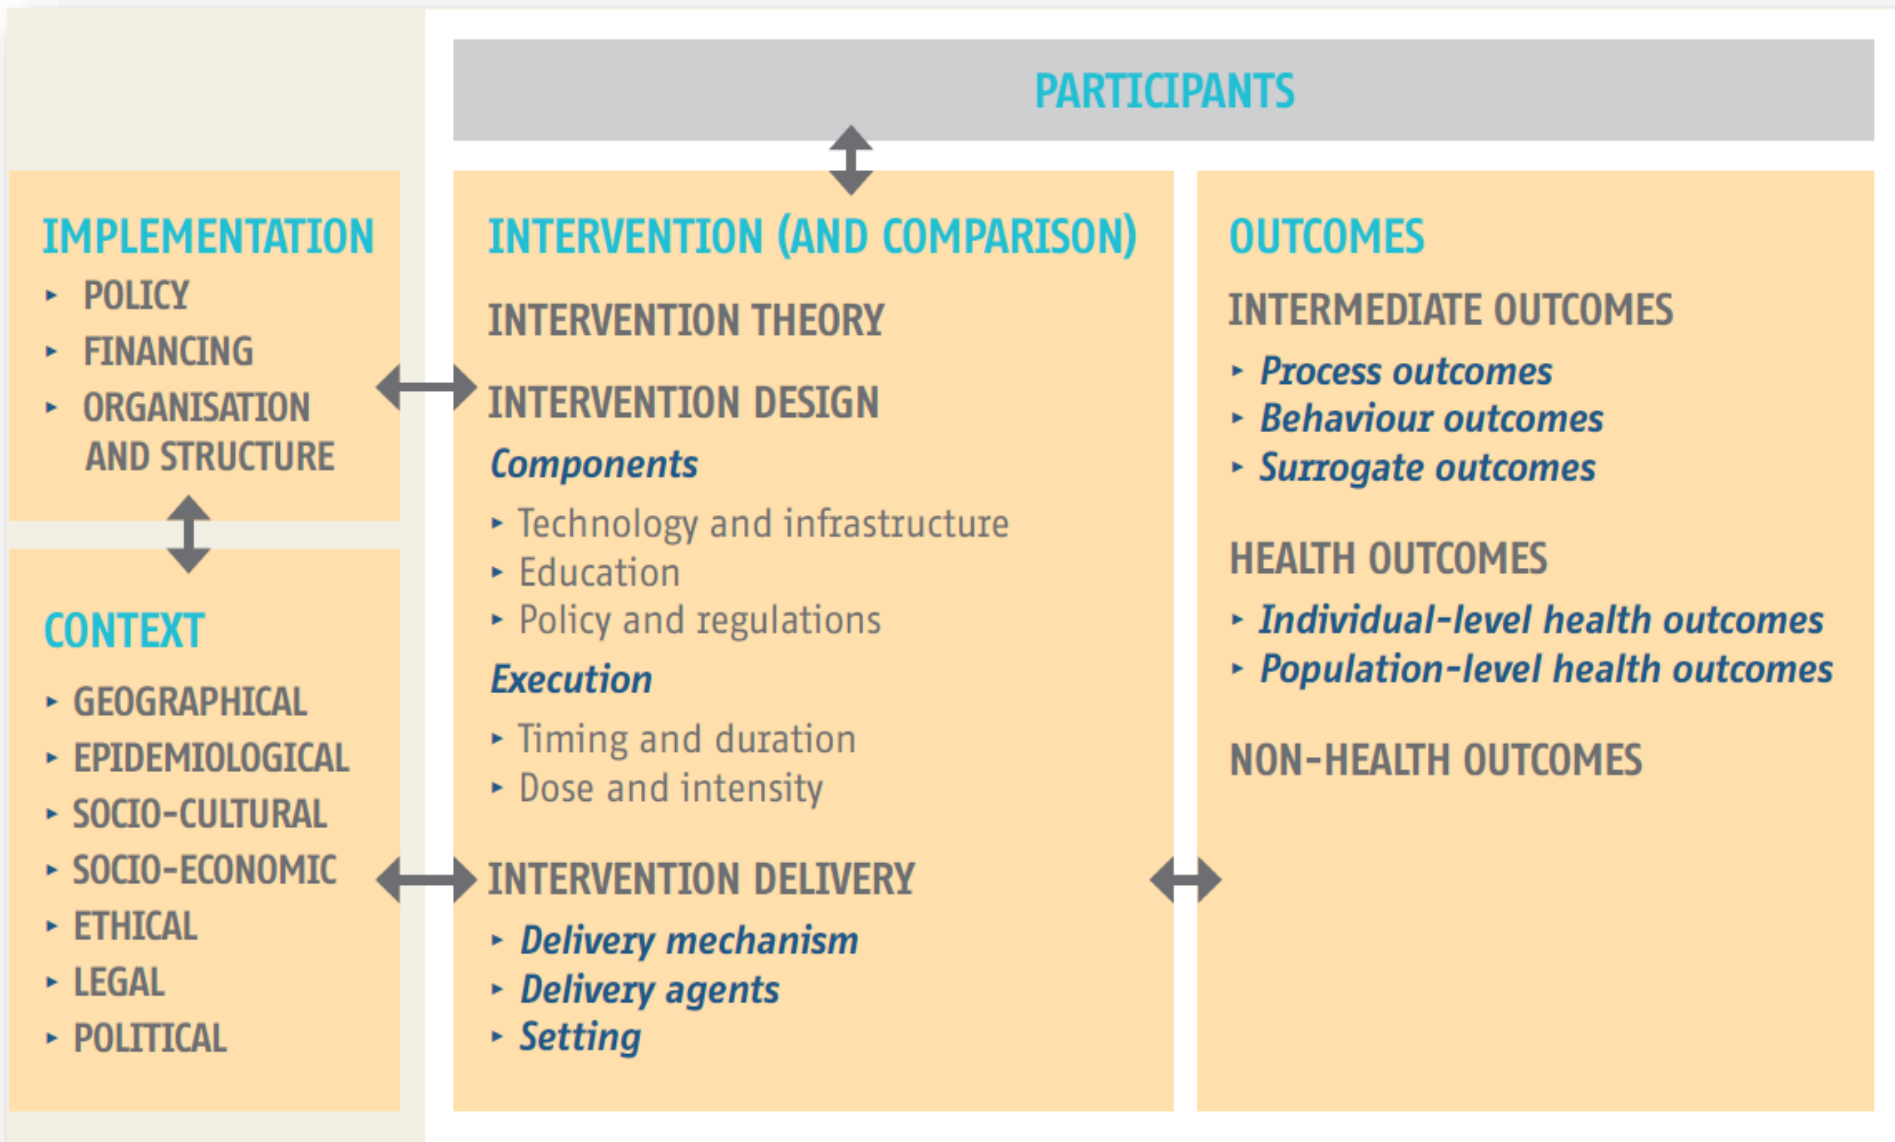 PARTICIPANTS
IMPLEMENTATION
▸ POLICY
▸ FINANCING
▸ ORGANISATION
AND STRUCTURE
CONTEXT
▸ GEOGRAPHICAL
▸ EPIDEMIOLOGICAL
▸ SOCIO-CULTURAL
▸ SOCIO-ECONOMIC
▸ ETHICAL
▸ LEGAL
▸ POLITICAL
INTERVENTION (AND COMPARISON)
INTERVENTION THEORY
INTERVENTION DESIGN
Components
▸ Technology and infrastructure
▸ Education
▸ Policy and regulations
Execution
▸ Timing and duration
▸ Dose and intensity
INTERVENTION DELIVERY
▸ Delivery mechanism
▸ Delivery agents
▸ Setting
OUTCOMES
INTERMEDIATE OUTCOMES
▸ Process outcomes
▸ Behaviour outcomes
▸ Surrogate outcomes
HEALTH OUTCOMES
▸ Individual-level health outcomes
▸ Population-level health outcomes
NON-HEALTH OUTCOMES